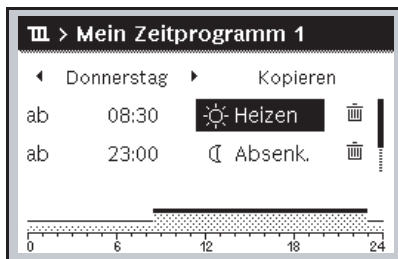 > Mein Zeitprogramm 1
Donnerstag Kopieren
ab 08:30 Heizen
ab 23:00 Absenk.
0 6 12 18 24